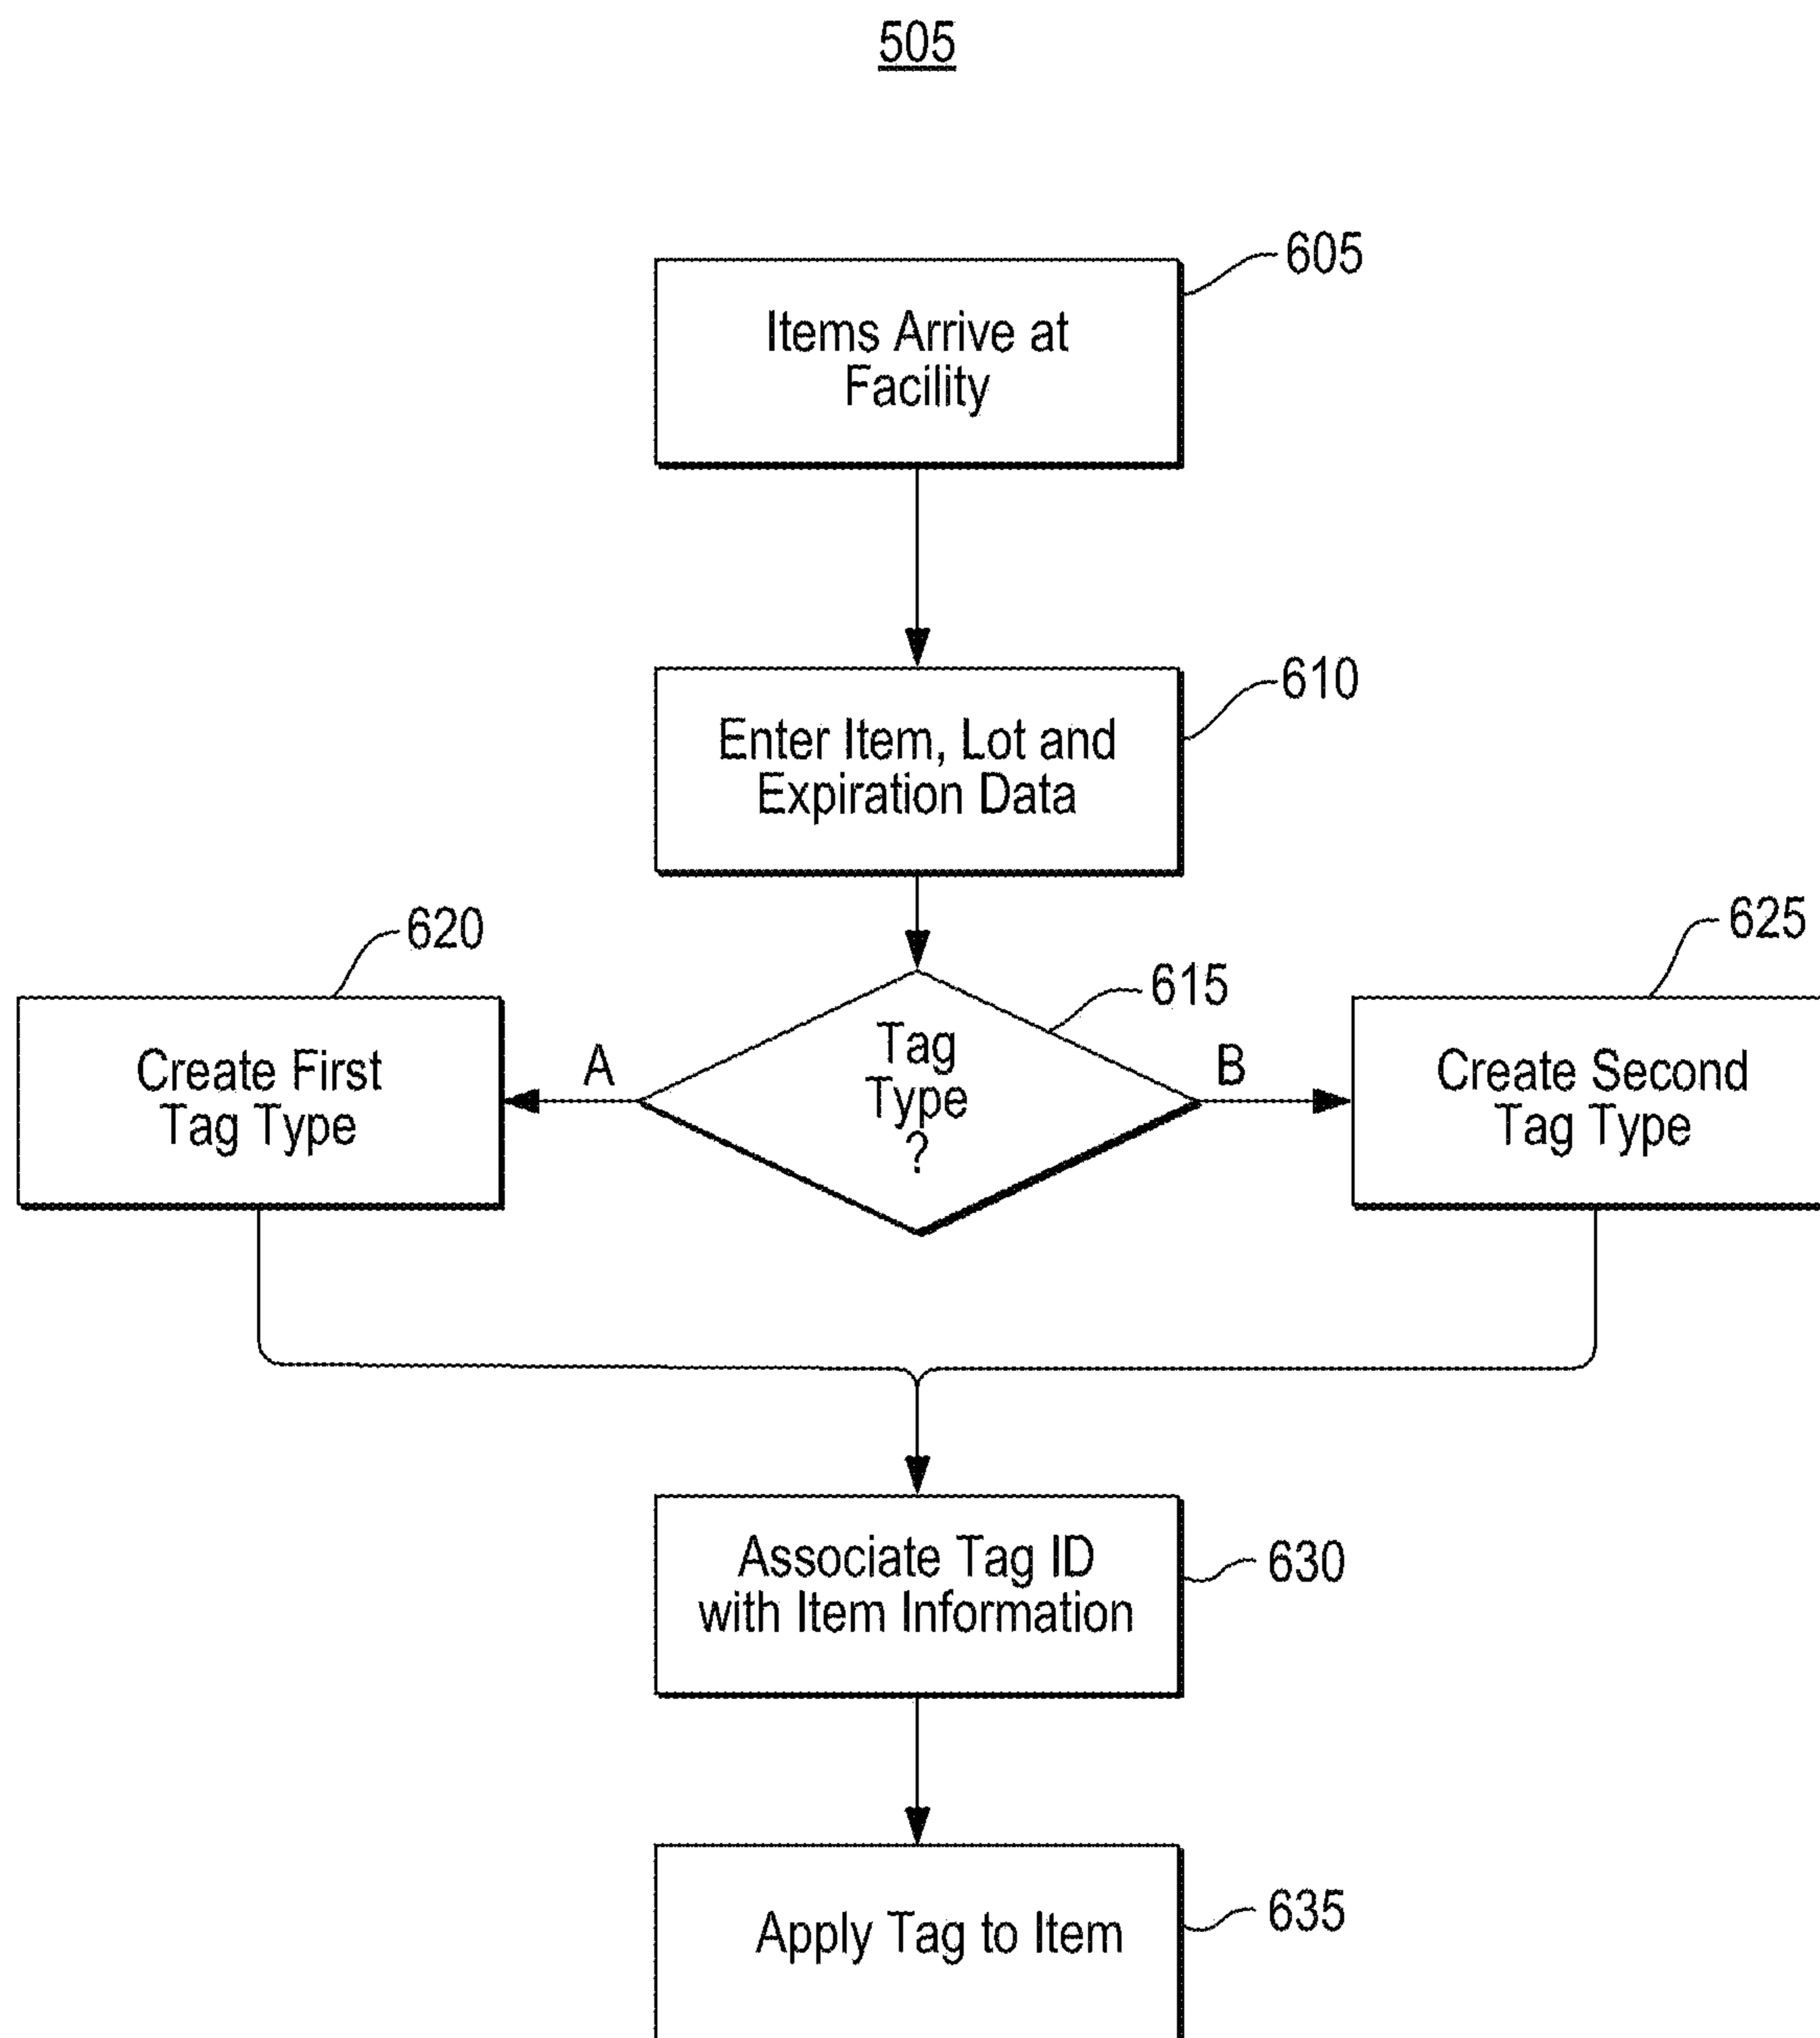 505
605
Items Arrive at
Facility
610
Enter Item, Lot and
Expiration Data
620
625
615
Create First
Tag Type
A
Tag
Type
?
B
Create Second
Tag Type
Associate Tag ID
with Item Information
630
Apply Tag to Item
635